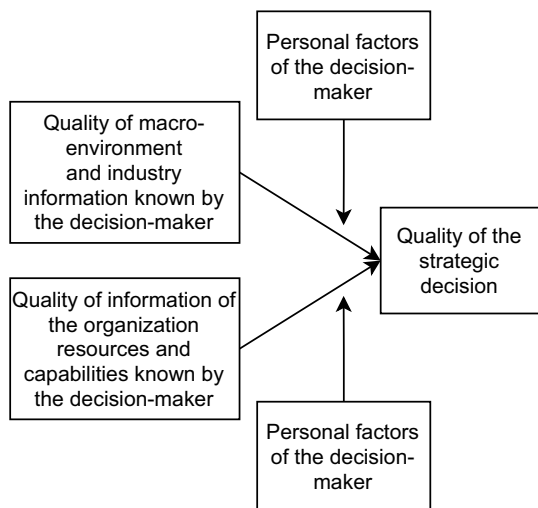 Personal factors
of the decision-
maker
Quality of macro-
environment
and industry
information known by
the decision-maker
Quality of the
strategic
decision
Quality of information of
the organization
resources and
capabilities known by
the decision-maker
Personal factors
of the decision-
maker